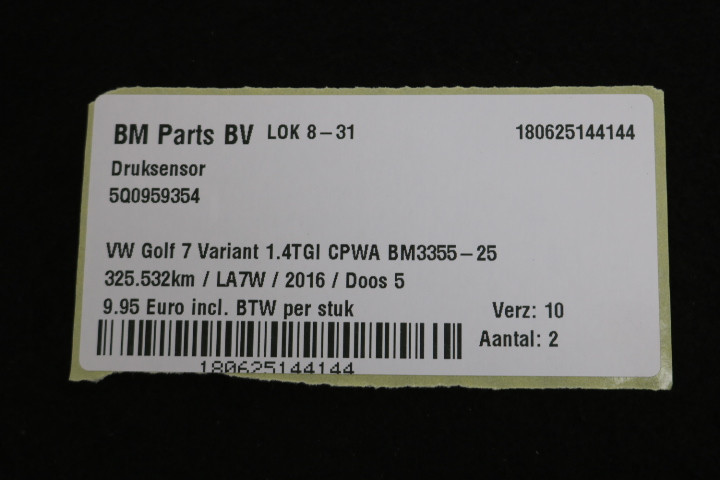 BM Parts BV LOK 8-31 180625144144
Druksensor
5Q0959354
VW Golf 7 Variant 1.4TGI CPWA BM3355-25
325.532km / LA7W / 2016 / Doos 5
9.95 Euro incl. BTW per stuk Verz: 10
Aantal: 2
180625144144